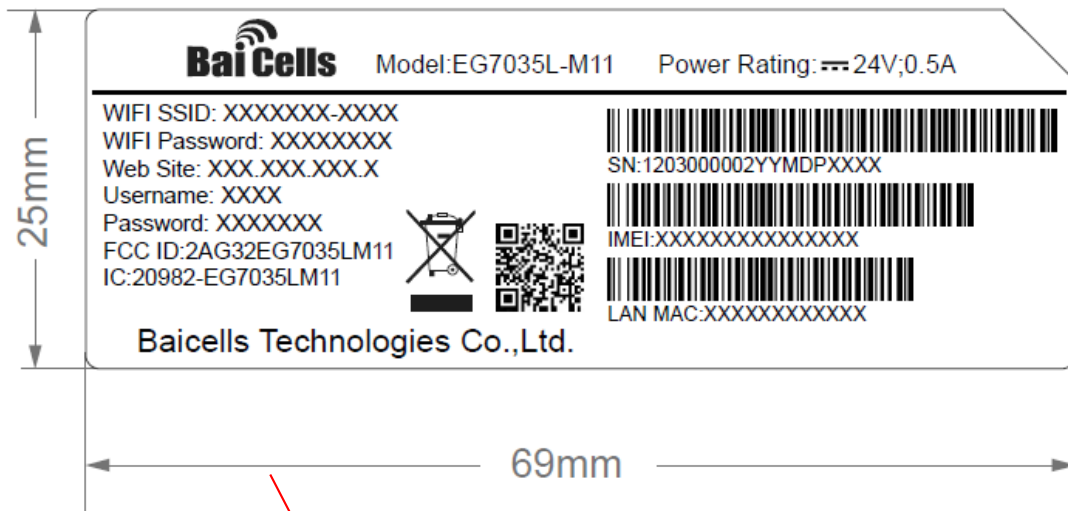 BaiCells Model:EG7035L-M11 Power Rating: 24V;0.5A
WIFI SSID: XXXXXXX-XXXX
WIFI Password: XXXXXXXX
Web Site: XXX.XXX.XXX.X
Username: XXXX
Password: XXXXXXX
FCC ID:2AG32EG7035LM11
IC:20982-EG7035LM11
SN:1203000002YYMDPXXXX
IMEI:XXXXXXXXXXXXXXX
LAN MAC:XXXXXXXXXXXX
Baicells Technologies Co.,Ltd.
25mm
69mm